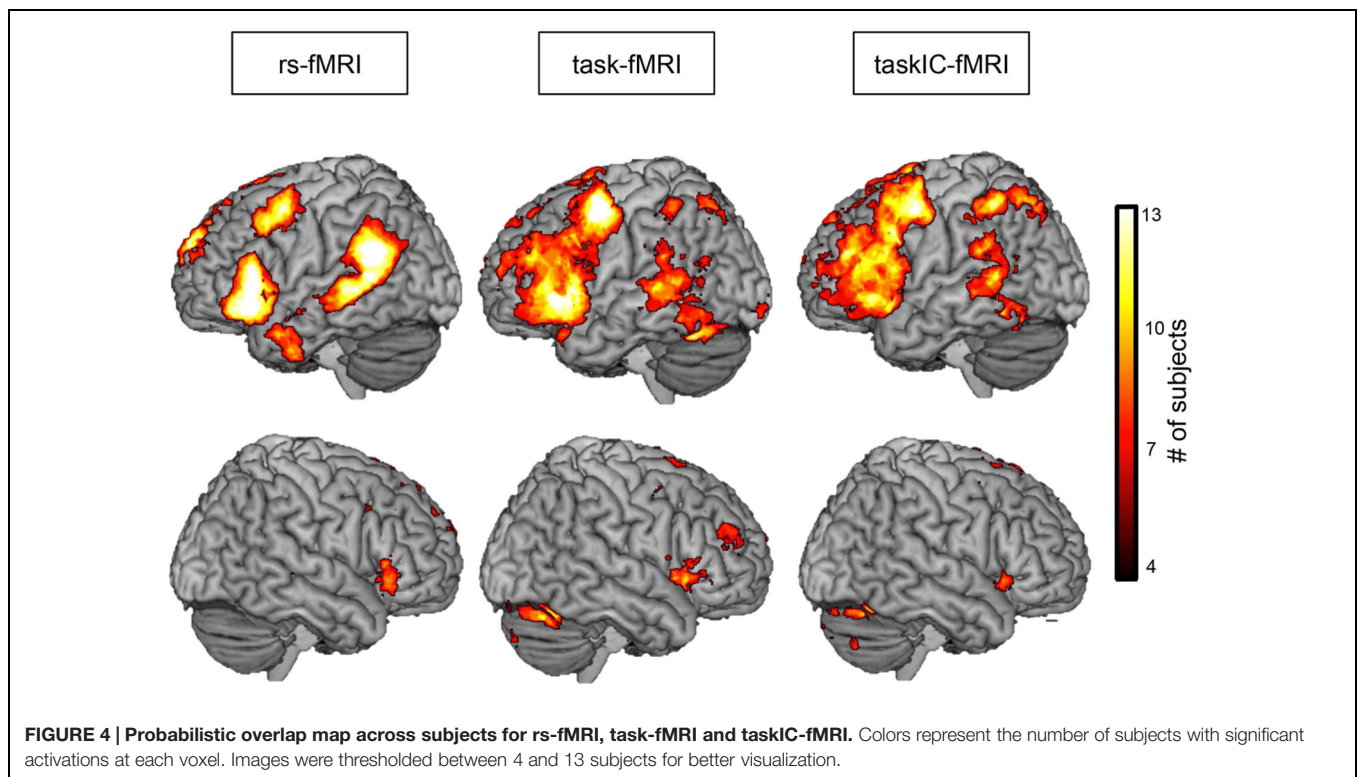 rs-fMRI
task-fMRI
taskIC-fMRI
13
10
7
4
# of subjects
FIGURE 4 | Probabilistic overlap map across subjects for rs-fMRI, task-fMRI and taskIC-fMRI. Colors represent the number of subjects with significant
activations at each voxel. Images were thresholded between 4 and 13 subjects for better visualization.